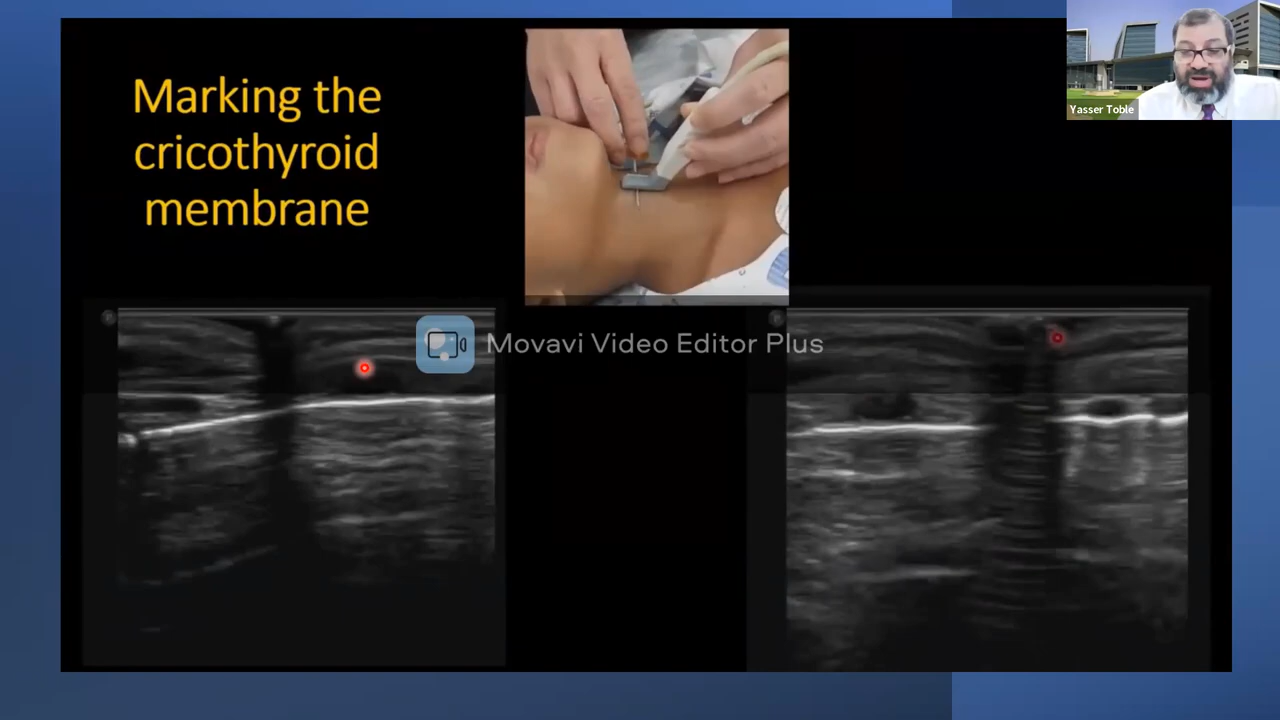 Marking the
cricothyroid
membrane
Yasser Toble
Movavi Video Editor Plus